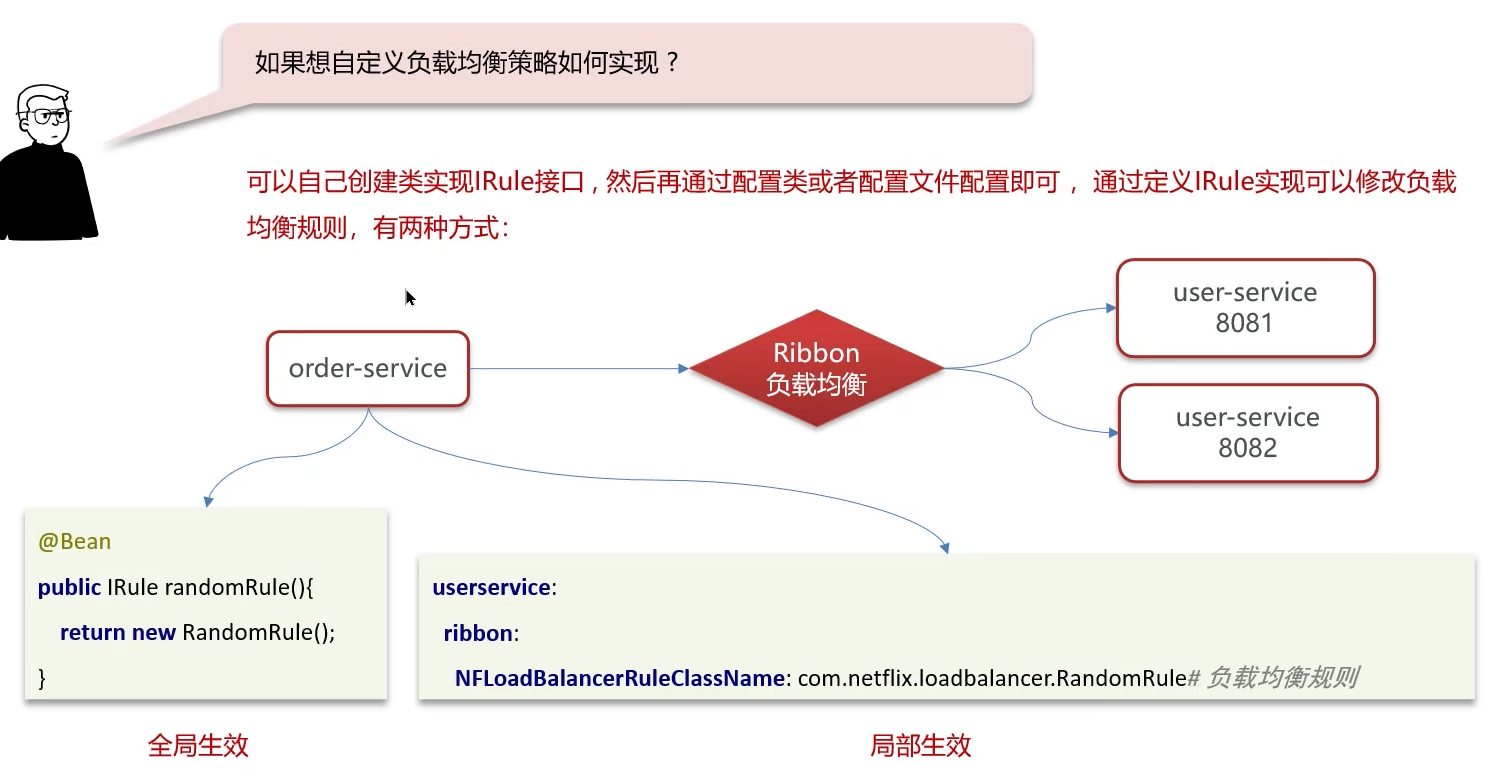 如果想自定义负载均衡策略如何实现？
可以自己创建类实现IRule接口 , 然后再通过配置类或者配置文件配置即可 ，通过定义IRule实现可以修改负载
均衡规则，有两种方式：
order-service
Ribbon
负载均衡
user-service
8081
user-service
8082
@Bean
public IRule randomRule(){
return new RandomRule();
}
全局生效
userservice:
ribbon:
NFLoadBalancerRuleClassName: com.netflix.loadbalancer.RandomRule# 负载均衡规则
局部生效